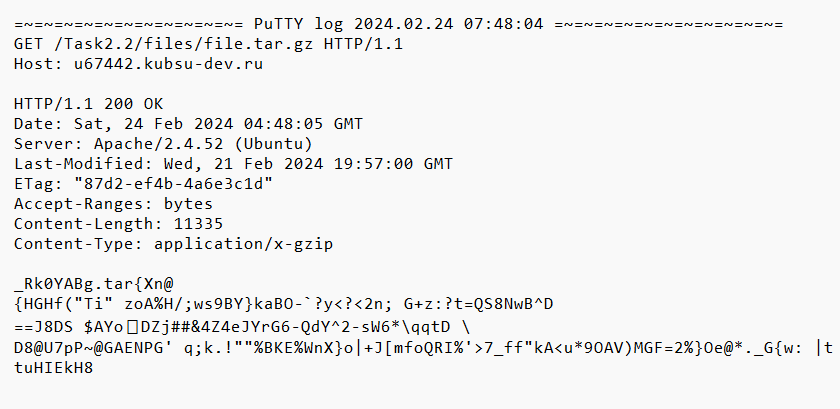 =~=~=~=~=~=~=~=~=~=~=~= PuTTY log 2024.02.24 07:48:04 =~=~=~=~=~=~=~=~=~=~=~=
GET /Task2.2/files/file.tar.gz HTTP/1.1
Host: u67442.kubsu-dev.ru

HTTP/1.1 200 OK
Date: Sat, 24 Feb 2024 04:48:05 GMT
Server: Apache/2.4.52 (Ubuntu)
Last-Modified: Wed, 21 Feb 2024 19:57:00 GMT
ETag: "87d2-ef4b-4a6e3c1d"
Accept-Ranges: bytes
Content-Length: 11335
Content-Type: application/x-gzip

_Rk0YABg.tar{Xn@
{HGHf("Ti" zoA%H/;ws9BY}kaBO-`?y<?<2n; G+z:?t=QS8NwB^D
==J8DS $AYo□DZj##&4Z4eJYrG6-QdY^2-sW6*\qqtD \
D8@U7pP~@GAENPG' q;k.!""%BKE%WnX}o|+J[mfoQRI%'>7_ff"kA<u*9OAV)MGF=2%}Oe@*._G{w: |t
tuHIEkH8